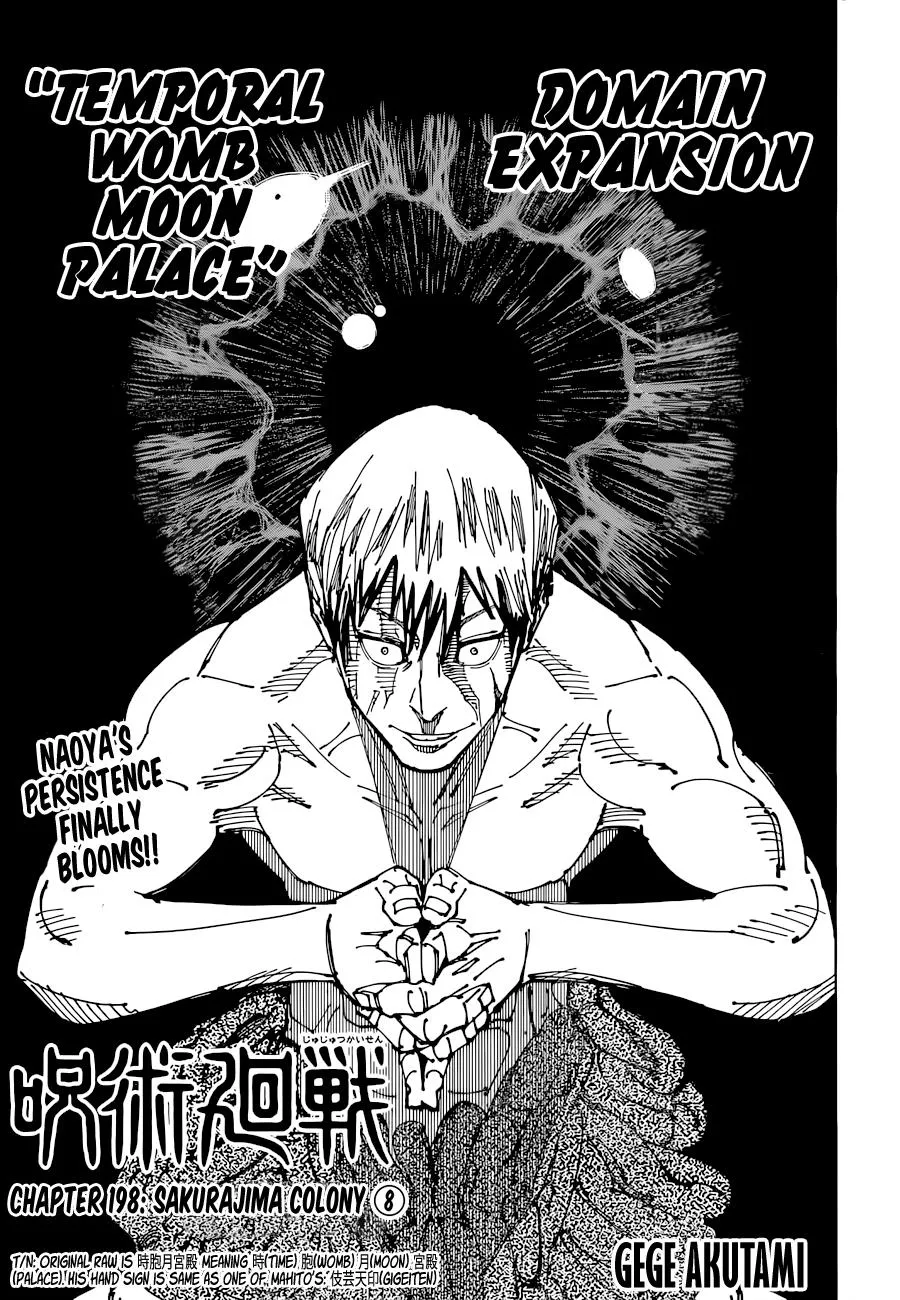 DOMAIN
EXPANSION
"TEMPORAL
WOMB
MOON
PALACE"
NAOYA'S
PERSISTENCE
FINALLY
BLOOMS!!
じゅじゅつかいせん
呪術廻戦
CHAPTER 198: SAKURAJIMA COLONY ⑧
T/N: ORIGINAL RAW IS 時胞月宮殿 MEANING 時(TIME) 胞(WOMB) 月(MOON) 宮殿
(PALACE). HIS HAND SIGN IS SAME AS ONE OF MAHITO'S: 伎芸天印(GIGEITEN)
GEGE AKUTAMI